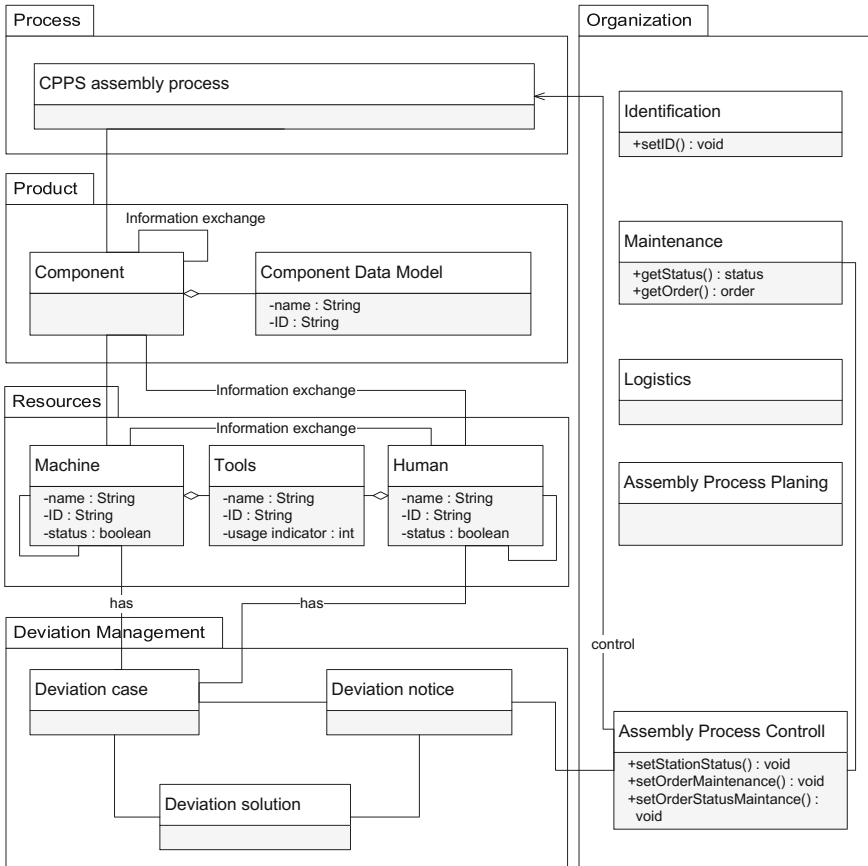 Process
CPPS assembly process
Product
Information exchange
Component
Component Data Model
-name : String
-ID : String
Information exchange
Resources
Information exchange
Machine
-name : String
-ID : String
-status : boolean
Tools
-name : String
-ID : String
-usage indicator : int
Human
-name : String
-ID : String
-status : boolean
has
has
Deviation Management
Deviation case
Deviation notice
Deviation solution
Organization
Identification
+setID() : void
Maintenance
+getStatus() : status
+getOrder() : order
Logistics
Assembly Process Planing
control
Assembly Process Controll
+setStationStatus() : void
+setOrderMaintenance() : void
+setOrderStatusMaintance() :
void